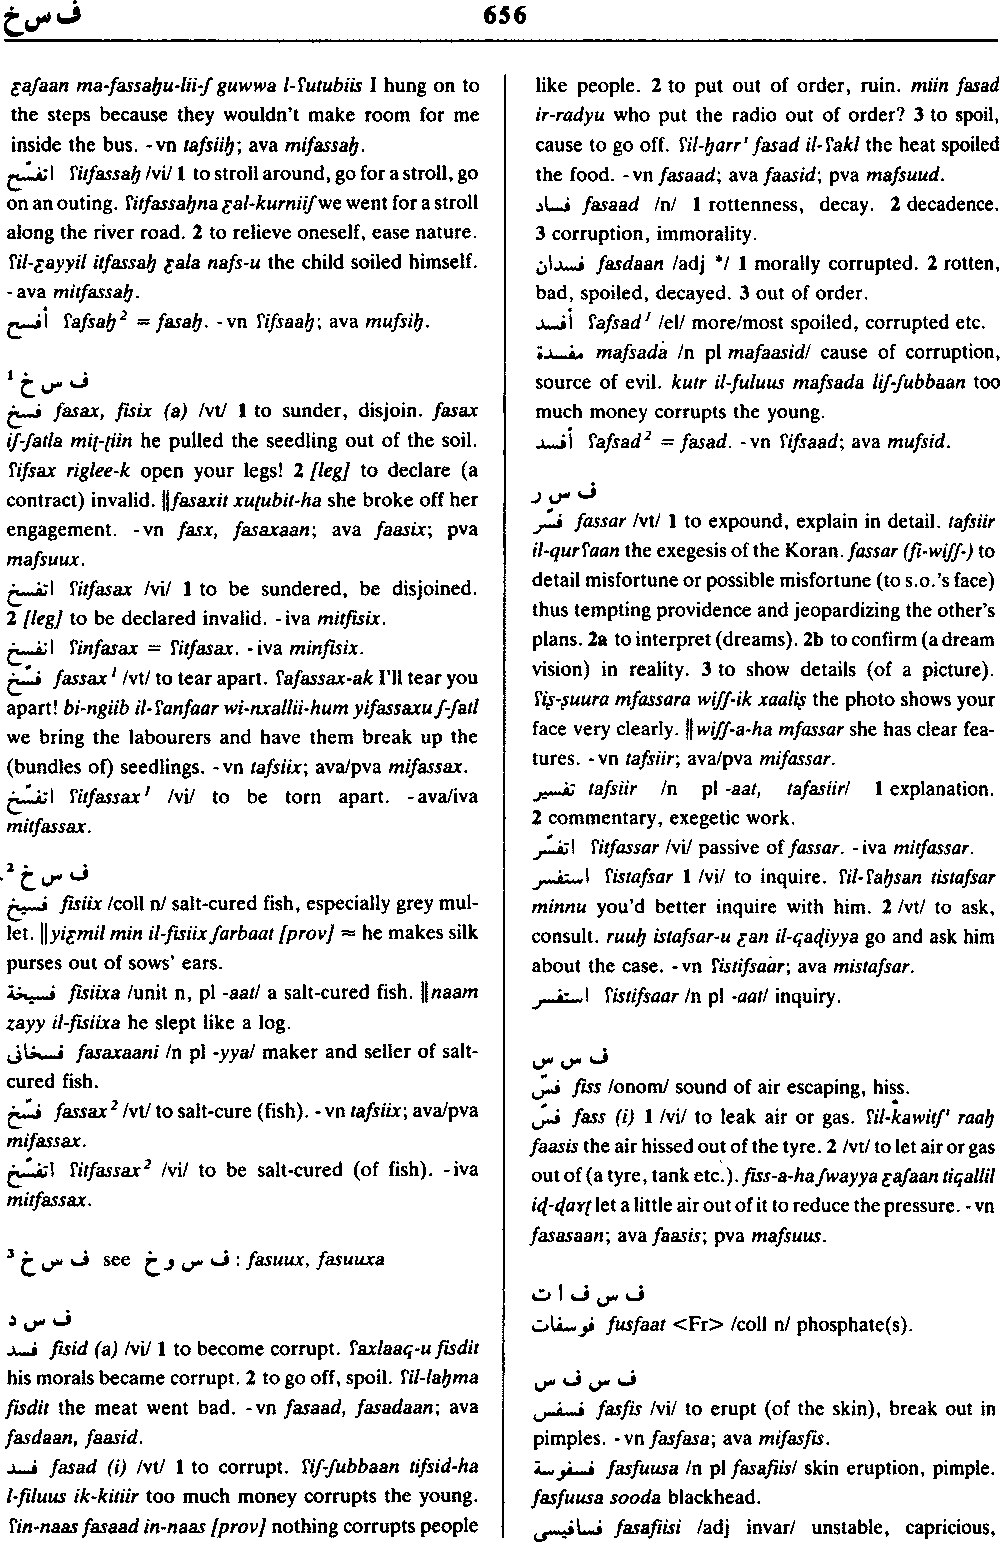 ف س خ
656
ɛafaan ma-fassaḥu-lii-ʃ guwwa l-ʕutubiis I hung on to
the steps because they wouldn't make room for me
inside the bus. -vn tafsiiḥ; ava mifassaḥ.
اتفسّح ʕitfassaḥ /vi/ 1 to stroll around, go for a stroll, go
on an outing. ʕitfassaḥna ɛal-kurniiʃ we went for a stroll
along the river road. 2 to relieve oneself, ease nature.
ʕil-ɛayyil itfassaḥ ɛala nafs-u the child soiled himself.
-ava mitfassaḥ.
أفسح ʕafsaḥ² = fasaḥ. -vn ʕifsaaḥ; ava mufsiḥ.
ف س خ ¹
فسخ fasax, fisix (a) /vt/ 1 to sunder, disjoin. fasax
iʃ-ʃatla miṭ-ṭiin he pulled the seedling out of the soil.
ʕifsax riglee-k open your legs! 2 [leg] to declare (a
contract) invalid. ‖fasaxit xuṭubit-ha she broke off her
engagement. -vn fasx, fasaxaan; ava faasix; pva
mafsuux.
اتفسخ ʕitfasax /vi/ 1 to be sundered, be disjoined.
2 [leg] to be declared invalid. -iva mitfisix.
انفسخ ʕinfasax = ʕitfasax. -iva minfisix.
فسّخ fassax¹ /vt/ to tear apart. ʕafassax-ak I'll tear you
apart! bi-ngiib il-ʕanfaar wi-nxallii-hum yifassaxu ʃ-ʃatl
we bring the labourers and have them break up the
(bundles of) seedlings. -vn tafsiix; ava/pva mifassax.
اتفسّخ ʕitfassax¹ /vi/ to be torn apart. -ava/iva
mitfassax.
ف س خ ²
فسيخ fisiix /coll n/ salt-cured fish, especially grey mul-
let. ‖yiɛmil min il-fisiix ʃarbaat [prov] ≈ he makes silk
purses out of sows' ears.
فسيخة fisiixa /unit n, pl -aat/ a salt-cured fish. ‖naam
zayy il-fisiixa he slept like a log.
فسخانى fasaxaani /n pl -yya/ maker and seller of salt-
cured fish.
فسّخ fassax² /vt/ to salt-cure (fish). -vn tafsiix; ava/pva
mifassax.
اتفسّخ ʕitfassax² /vi/ to be salt-cured (of fish). -iva
mitfassax.
ف س خ ³ see ف س و خ : fasuux, fasuuxa
ف س د
فسد fisid (a) /vi/ 1 to become corrupt. ʕaxlaaq-u fisdit
his morals became corrupt. 2 to go off, spoil. ʕil-laḥma
fisdit the meat went bad. -vn fasaad, fasadaan; ava
fasdaan, faasid.
فسد fasad (i) /vt/ 1 to corrupt. ʕiʃ-ʃubbaan tifsid-ha
l-filuus ik-kitiir too much money corrupts the young.
ʕin-naas fasaad in-naas [prov] nothing corrupts people
like people. 2 to put out of order, ruin. miin fasad
ir-radyu who put the radio out of order? 3 to spoil,
cause to go off. ʕil-ḥarr' fasad il-ʕakl the heat spoiled
the food. -vn fasaad; ava faasid; pva mafsuud.
فساد fasaad /n/ 1 rottenness, decay. 2 decadence.
3 corruption, immorality.
فسدان fasdaan /adj */ 1 morally corrupted. 2 rotten,
bad, spoiled, decayed. 3 out of order.
أفسد ʕafsad¹ /el/ more/most spoiled, corrupted etc.
مفسدة mafsada /n pl mafaasid/ cause of corruption,
source of evil. kutr il-fuluus mafsada liʃ-ʃubbaan too
much money corrupts the young.
أفسد ʕafsad² = fasad. -vn ʕifsaad; ava mufsid.
ف س ر
فسّر fassar /vt/ 1 to expound, explain in detail. tafsiir
il-qurʕaan the exegesis of the Koran. fassar (fi-wiʃʃ-) to
detail misfortune or possible misfortune (to s.o.'s face)
thus tempting providence and jeopardizing the other's
plans. 2a to interpret (dreams). 2b to confirm (a dream
vision) in reality. 3 to show details (of a picture).
ʕiṣ-ṣuura mfassara wiʃʃ-ik xaaliṣ the photo shows your
face very clearly. ‖wiʃʃ-a-ha mfassar she has clear fea-
tures. -vn tafsiir; ava/pva mifassar.
تفسير tafsiir /n pl -aat, tafasiir/ 1 explanation.
2 commentary, exegetic work.
اتفسّر ʕitfassar /vi/ passive of fassar. -iva mitfassar.
استفسر ʕistafsar 1 /vi/ to inquire. ʕil-ʕaḥsan tistafsar
minnu you'd better inquire with him. 2 /vt/ to ask,
consult. ruuḥ istafsar-u ɛan il-qaḍiyya go and ask him
about the case. -vn ʕistifsaar; ava mistafsar.
استفسر ʕistifsaar /n pl -aat/ inquiry.
ف س س
فسّ fiss /onom/ sound of air escaping, hiss.
فسّ fass (i) 1 /vi/ to leak air or gas. ʕil-kawitʃ' raaḥ
faasis the air hissed out of the tyre. 2 /vt/ to let air or gas
out of (a tyre, tank etc.). fiss-a-ha ʃwayya ɛaʃaan tiqallil
iḍ-ḍaɣṭ let a little air out of it to reduce the pressure. -vn
fasasaan; ava faasis; pva mafsuus.
ف س ف ا ت
فوسفات fusfaat <Fr> /coll n/ phosphate(s).
ف س ف س
فسفس fasfis /vi/ to erupt (of the skin), break out in
pimples. -vn fasfasa; ava mifasfis.
فسفوسة fasfuusa /n pl fasafiis/ skin eruption, pimple.
fasfuusa sooda blackhead.
فسافيسى fasafiisi /adj invar/ unstable, capricious,